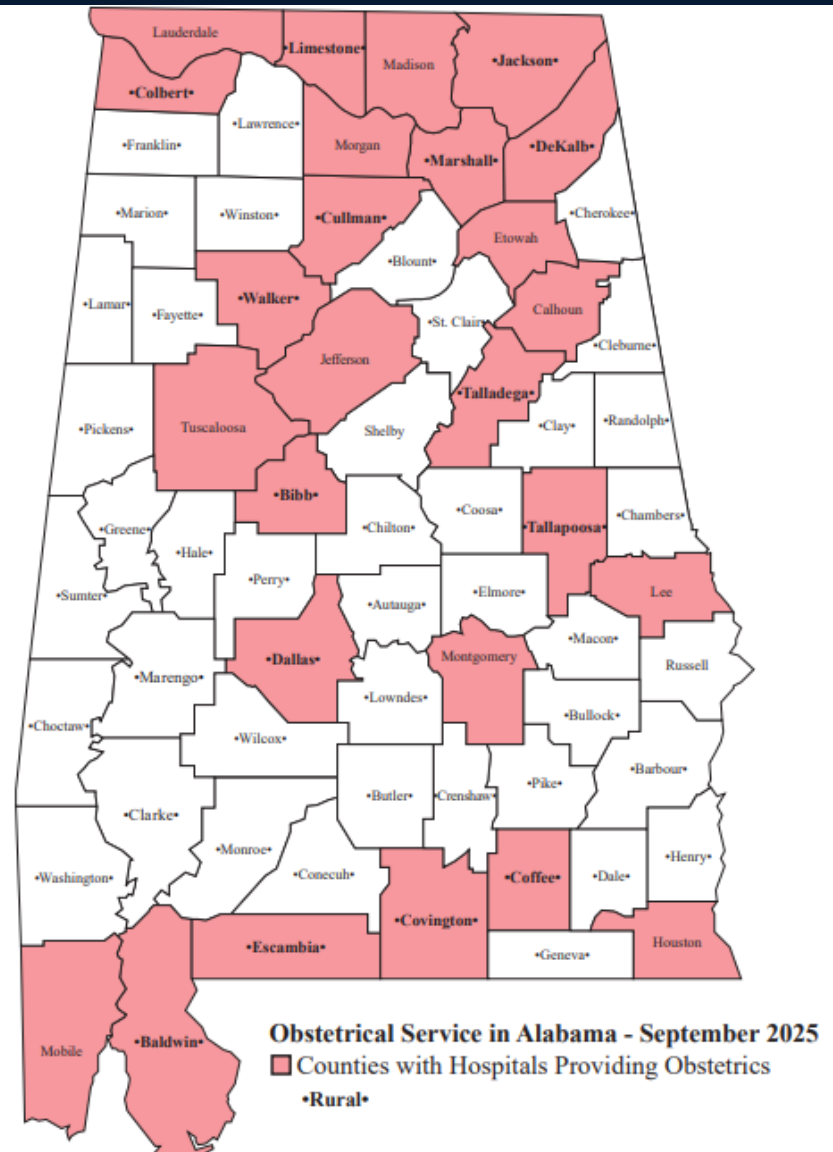 Lauderdale
•Limestone•
Madison
•Jackson•
•Colbert•
•Lawrence•
•Franklin•
Morgan
•Marshall•
•DeKalb•
•Marion•
•Winston•
•Cullman•
•Cherokee•
Etowah
•Blount•
•Lamar•
•Fayette•
•Walker•
•St. Clair•
Calhoun
•Cleburne•
Jefferson
•Talladega•
•Pickens•
Tuscaloosa
Shelby
•Clay•
•Randolph•
•Bibb•
•Greene•
•Hale•
•Chilton•
•Coosa•
•Tallapoosa•
•Chambers•
•Sumter•
•Perry•
•Autauga•
•Elmore•
Lee
•Macon•
•Marengo•
•Dallas•
Montgomery
Russell
•Choctaw•
•Wilcox•
•Lowndes•
•Bullock•
•Clarke•
•Butler•
•Crenshaw•
•Pike•
•Barbour•
•Washington•
•Monroe•
•Conecuh•
•Coffee•
•Dale•
•Henry•
•Covington•
•Escambia•
•Geneva•
Houston
Mobile
•Baldwin•
Obstetrical Service in Alabama - September 2025
Counties with Hospitals Providing Obstetrics
•Rural•